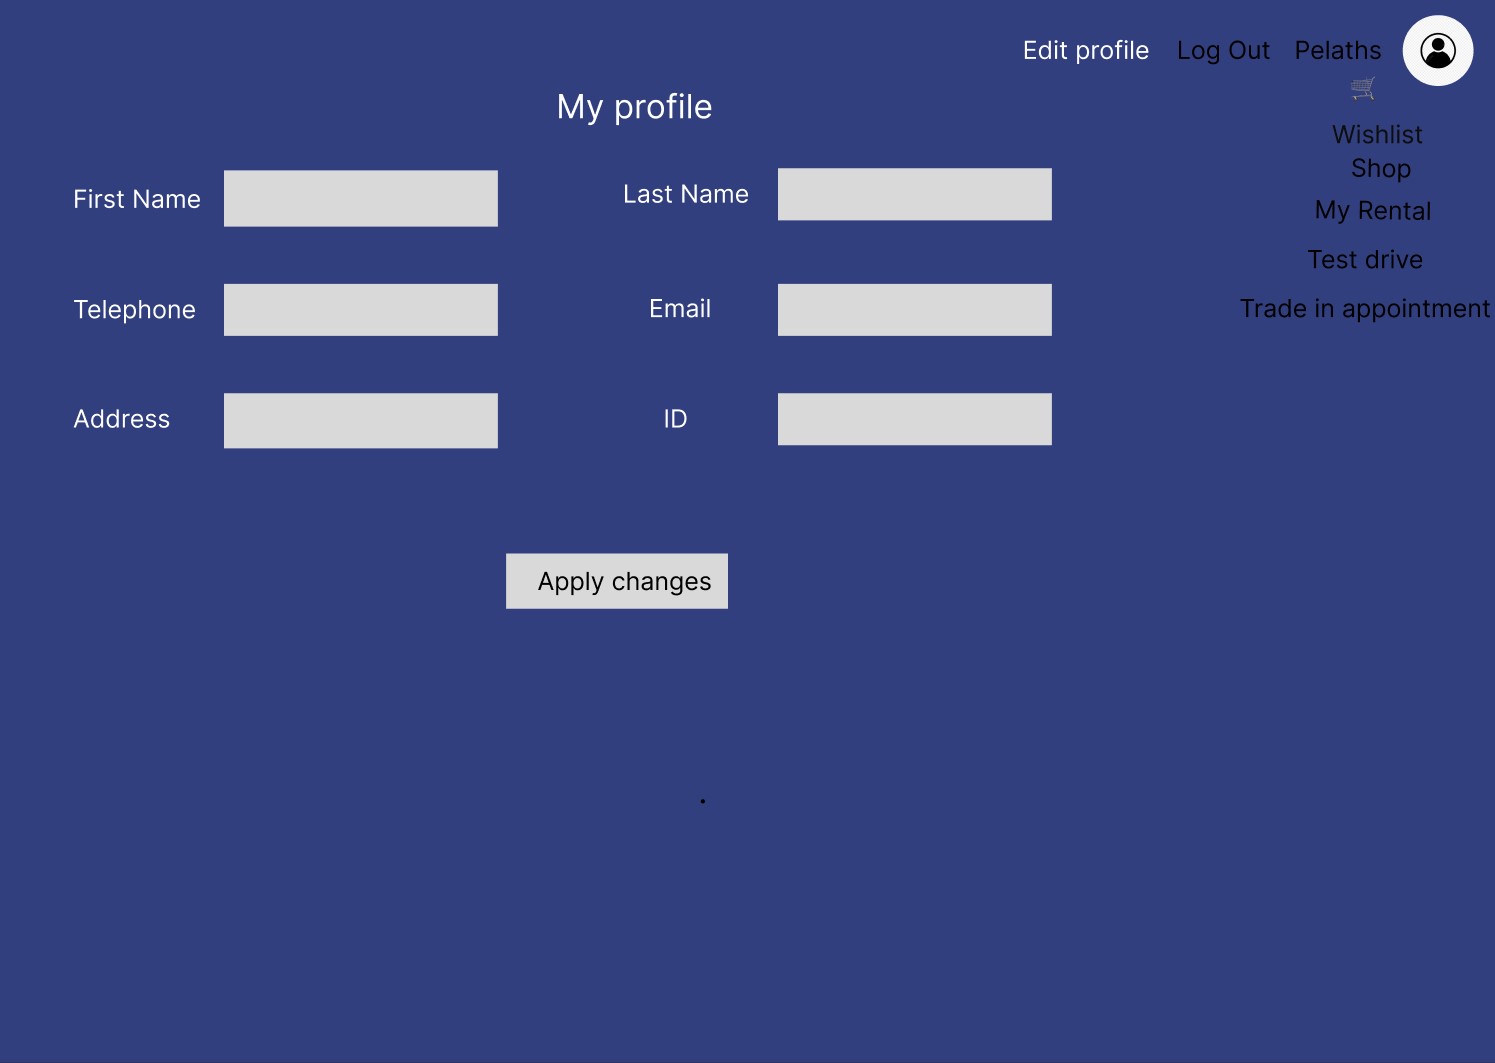 Edit profile Log Out Pelaths
My profile
Wishlist
Shop
First Name Last Name
My Rental
Test drive
Telephone Email
Trade in appointment
Address ID
Apply changes
.